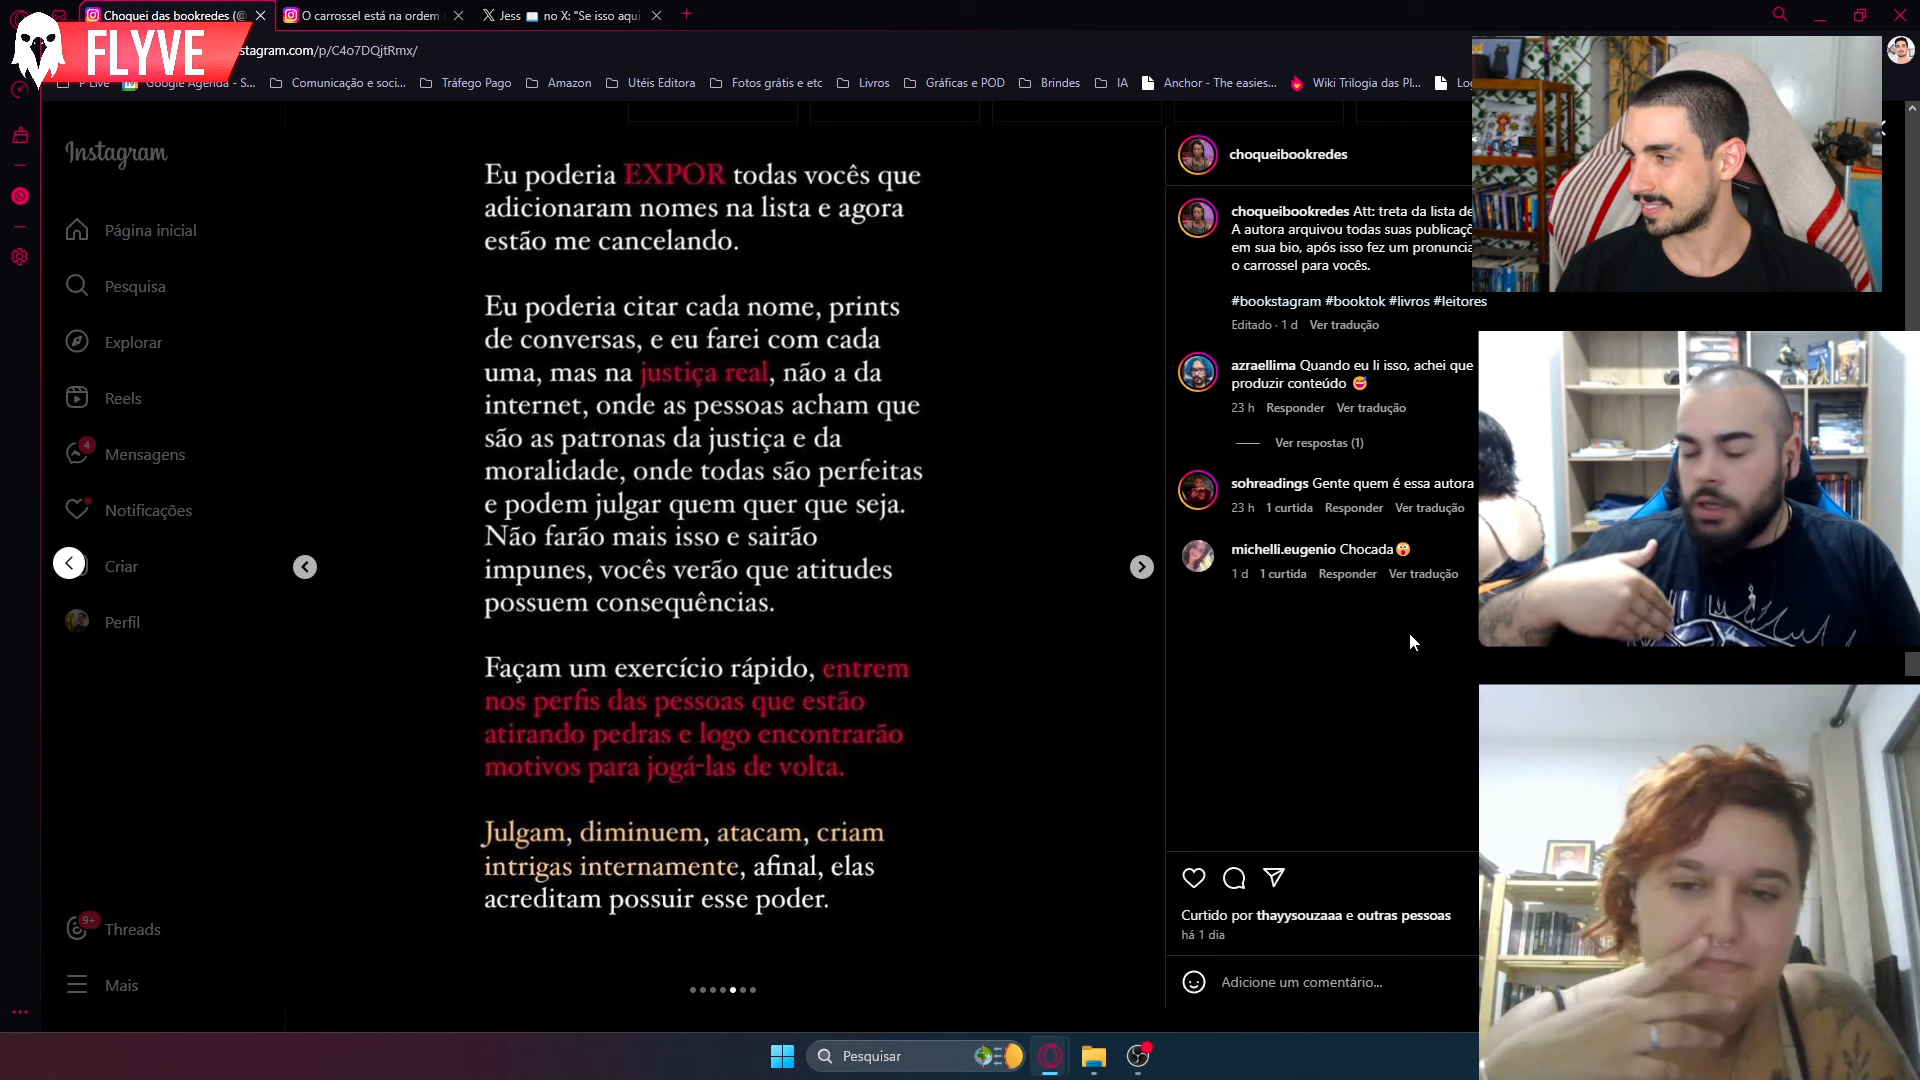 Choquei das bookredes (@
O carrossel está na ordem
Jess no X: "Se isso aqui
FLYVE
stagram.com/p/C4o7DQjtRmx/
P Live
Google Agenda - S...
Comunicação e soci...
Tráfego Pago
Amazon
Utéis Editora
Fotos grátis e etc
Livros
Gráficas e POD
Brindes
IA
Anchor - The easies...
Wiki Trilogia das Pl...
Instagram
Página inicial
Pesquisa
Explorar
Reels
4
Mensagens
Notificações
Criar
Perfil
9+
Threads
Mais
Eu poderia EXPOR todas vocês que
adicionaram nomes na lista e agora
estão me cancelando.
Eu poderia citar cada nome, prints
de conversas, e eu farei com cada
uma, mas na justiça real, não a da
internet, onde as pessoas acham que
são as patronas da justiça e da
moralidade, onde todas são perfeitas
e podem julgar quem quer que seja.
Não farão mais isso e sairão
impunes, vocês verão que atitudes
possuem consequências.
Façam um exercício rápido, entrem
nos perfis das pessoas que estão
atirando pedras e logo encontrarão
motivos para jogá-las de volta.
Julgam, diminuem, atacam, criam
intrigas internamente, afinal, elas
acreditam possuir esse poder.
choqueibookredes
choqueibookredes Att: treta da lista de
A autora arquivou todas suas publicaçõ
em sua bio, após isso fez um pronuncia
o carrossel para vocês.
#bookstagram #booktok #livros #leitores
Editado · 1 d Ver tradução
azraellima Quando eu li isso, achei que
produzir conteúdo 😅
23 h Responder Ver tradução
Ver respostas (1)
sohreadings Gente quem é essa autora
23 h 1 curtida Responder Ver tradução
michelli.eugenio Chocada😱
1 d 1 curtida Responder Ver tradução
Curtido por thayysouzaaa e outras pessoas
há 1 dia
Adicione um comentário...
Pesquisar